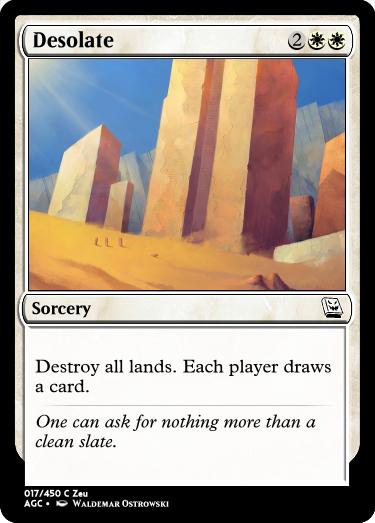 Desolate 2
Sorcery
Destroy all lands. Each player draws
a card.
One can ask for nothing more than a
clean slate.
017/450 C Zeu
AGC • Waldemar Ostrowski